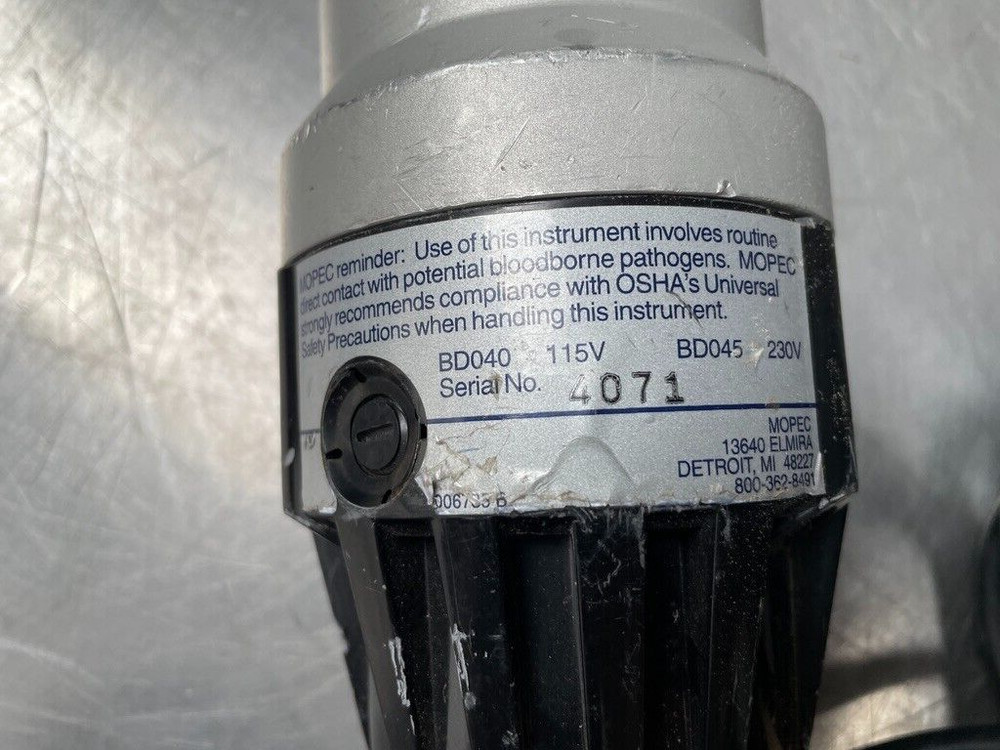 MOPEC reminder: Use of this instrument involves routine
direct contact with potential bloodborne pathogens. MOPEC
strongly recommends compliance with OSHA's Universal
Safety Precautions when handling this instrument.
BD040 115V BD045 230V
Serial No. 4071
MOPEC
13640 ELMIRA
DETROIT, MI 48227
800-362-8491
B